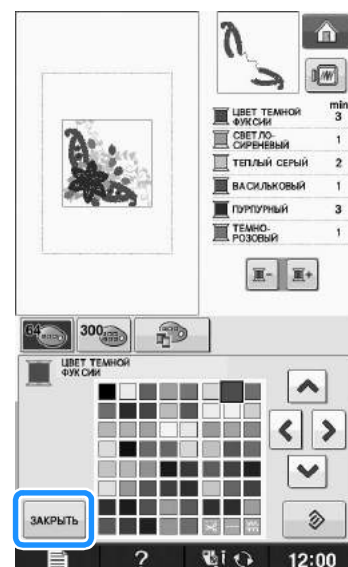 min
ЦВЕТ ТЕМНОЙ
ФУКСИИ 3
СВЕТЛО-
СИРЕНЕВЫЙ 1
ТЕПЛЫЙ СЕРЫЙ 2
ВАСИЛЬКОВЫЙ 1
ПУРПУРНЫЙ 3
ТЕМНО-
РОЗОВЫЙ 1
- +
64 300
ЦВЕТ ТЕМНОЙ
ФУКСИИ
ЗАКРЫТЬ
? 12:00